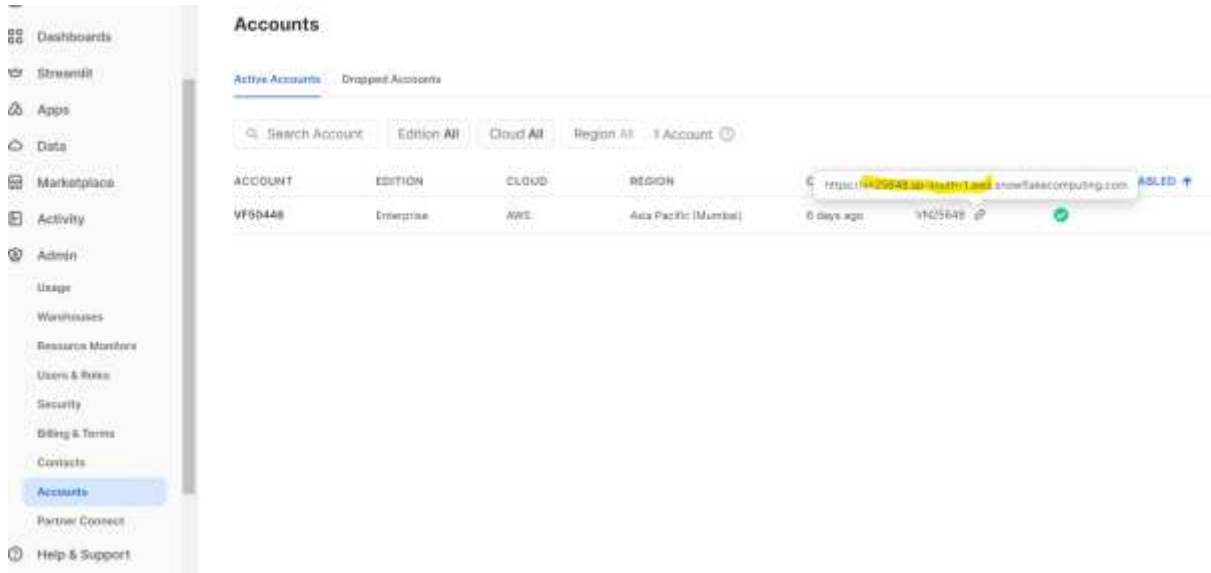 Accounts
Dashboards
Streamlit
Active Accounts Dropped Accounts
Apps
Search Account Edition All Cloud All Region All 1 Account
Data
Marketplace
ACCOUNT EDITION CLOUD REGION C ABLED
.snowflakecomputing.com
Activity
VF50446 Enterprise AWS Asia Pacific (Mumbai) 6 days ago
Admin
Usage
Warehouses
Resource Monitors
Users & Roles
Security
Billing & Terms
Contacts
Accounts
Partner Connect
Help & Support